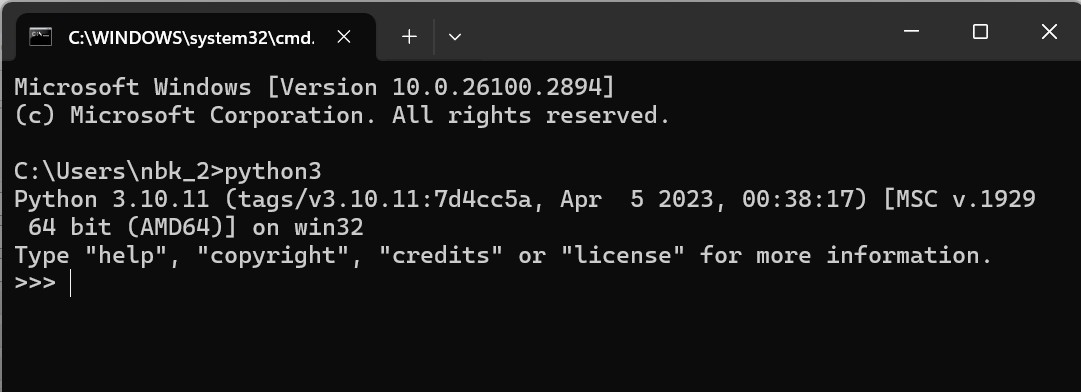 C:\WINDOWS\system32\cmd.
Microsoft Windows [Version 10.0.26100.2894]
(c) Microsoft Corporation. All rights reserved.
C:\Users\nbk_2>python3
Python 3.10.11 (tags/v3.10.11:7d4cc5a, Apr  5 2023, 00:38:17) [MSC v.1929
 64 bit (AMD64)] on win32
Type "help", "copyright", "credits" or "license" for more information.
>>>